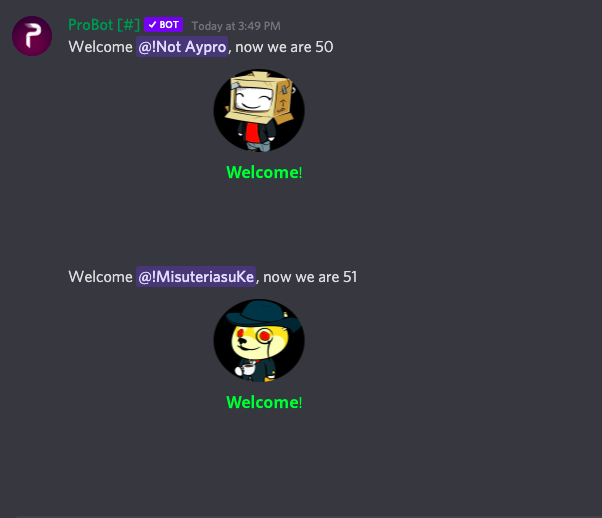 ProBot [#] ✓ BOT Today at 3:49 PM
Welcome @!Not Aypro, now we are 50
Welcome!
Welcome @!MisuteriasuKe, now we are 51
Welcome!